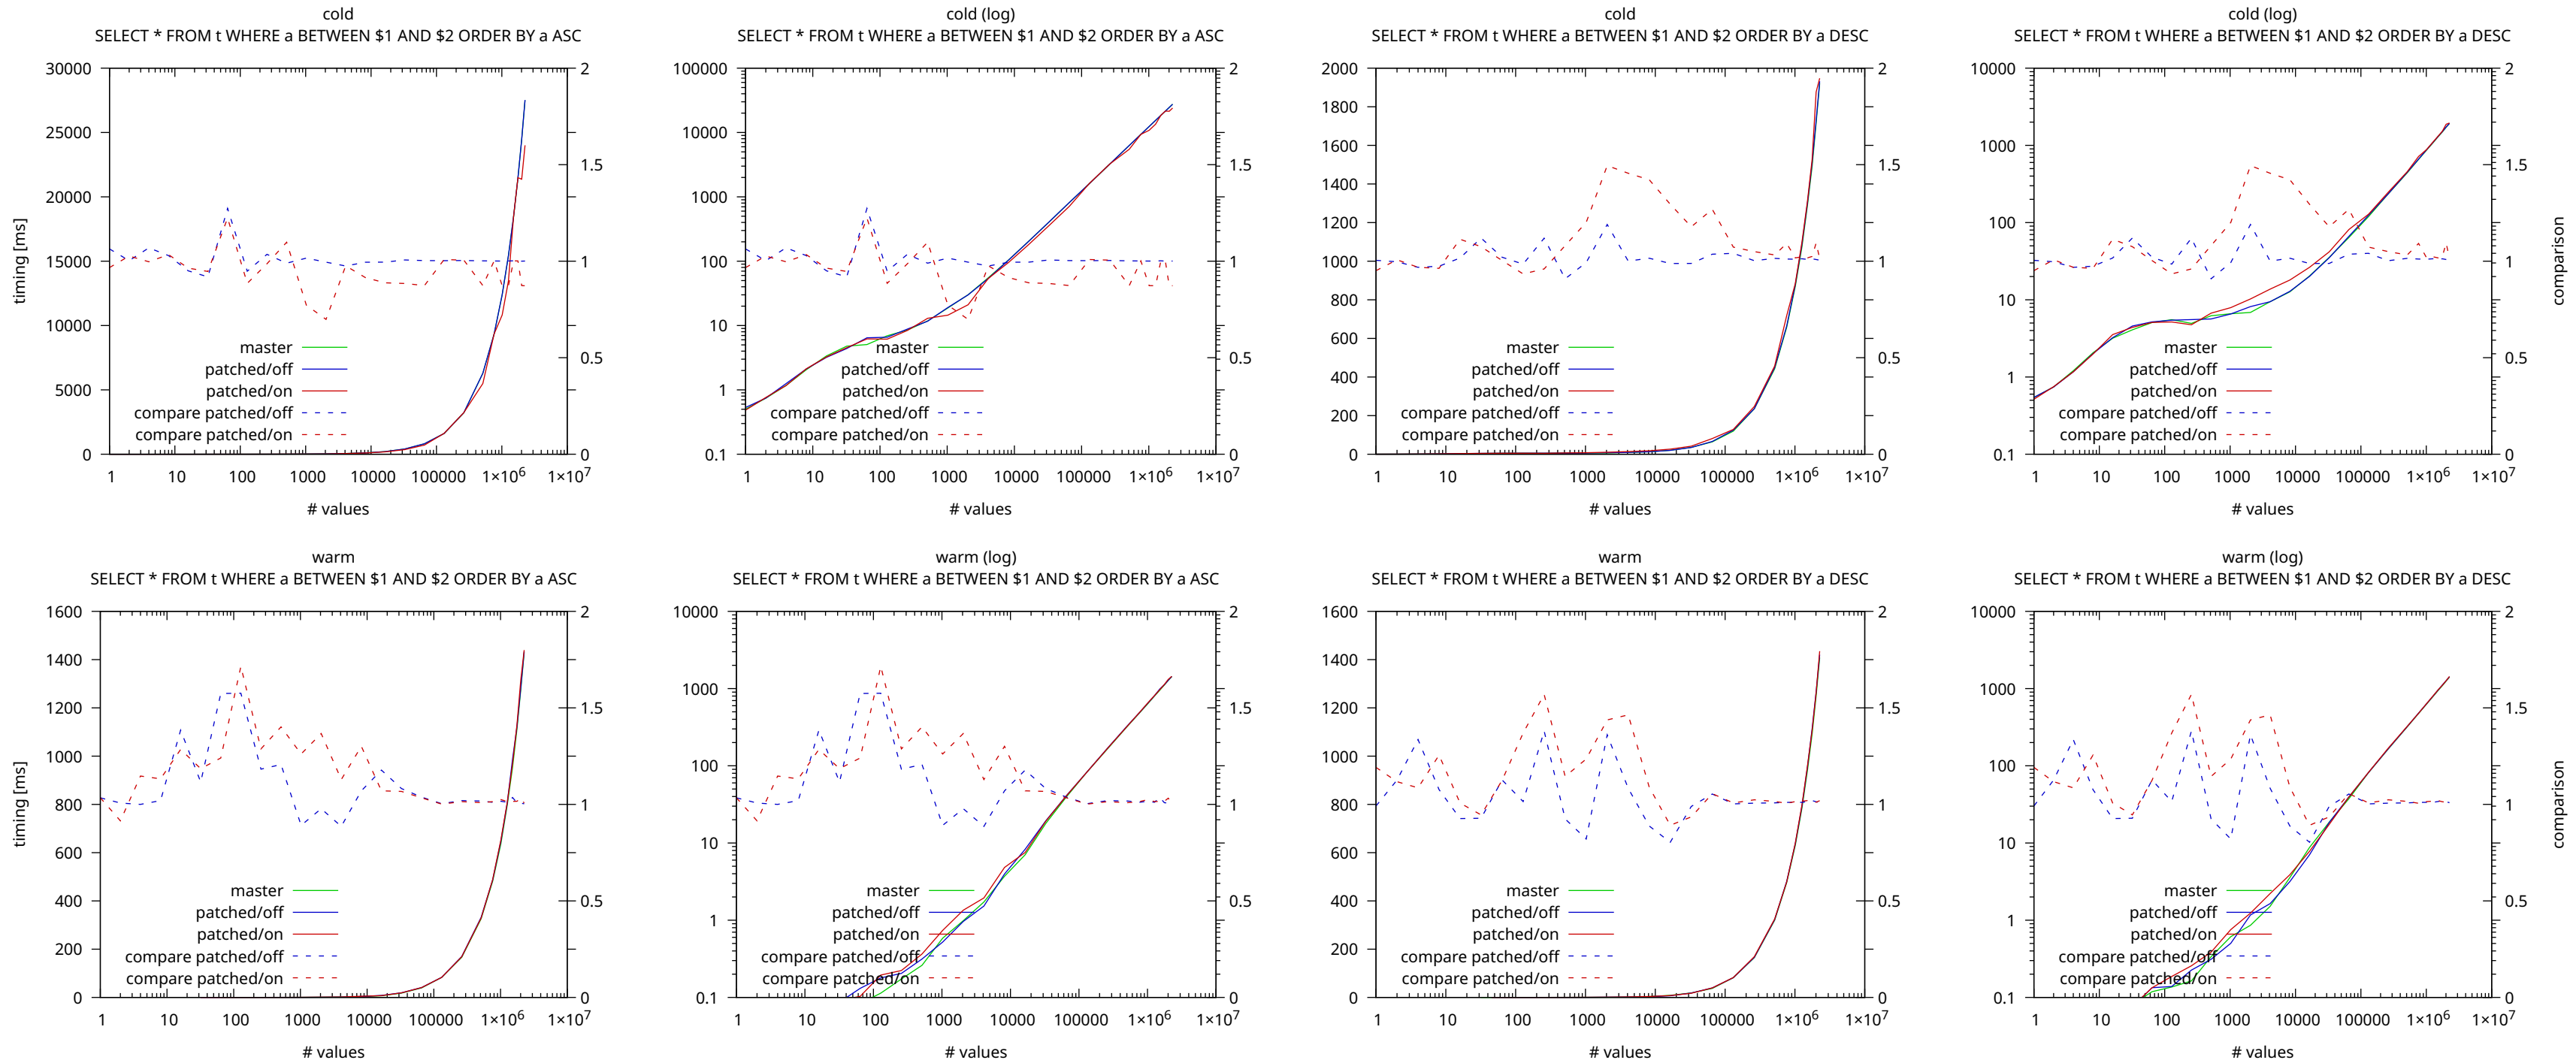 cold
SELECT * FROM t WHERE a BETWEEN $1 AND $2 ORDER BY a ASC
30000
25000
20000
15000
10000
5000
0
2
1.5
1
0.5
0
timing [ms]
master
patched/off
patched/on
compare patched/off
compare patched/on
1 10 100 1000 10000 100000 1×10⁶ 1×10⁷
# values
cold (log)
SELECT * FROM t WHERE a BETWEEN $1 AND $2 ORDER BY a ASC
100000
10000
1000
100
10
1
0.1
2
1.5
1
0.5
0
master
patched/off
patched/on
compare patched/off
compare patched/on
1 10 100 1000 10000 100000 1×10⁶ 1×10⁷
# values
cold
SELECT * FROM t WHERE a BETWEEN $1 AND $2 ORDER BY a DESC
2000
1800
1600
1400
1200
1000
800
600
400
200
0
2
1.5
1
0.5
0
master
patched/off
patched/on
compare patched/off
compare patched/on
1 10 100 1000 10000 100000 1×10⁶ 1×10⁷
# values
cold (log)
SELECT * FROM t WHERE a BETWEEN $1 AND $2 ORDER BY a DESC
10000
1000
100
10
1
0.1
2
1.5
1
0.5
0
comparison
master
patched/off
patched/on
compare patched/off
compare patched/on
1 10 100 1000 10000 100000 1×10⁶ 1×10⁷
# values
warm
SELECT * FROM t WHERE a BETWEEN $1 AND $2 ORDER BY a ASC
1600
1400
1200
1000
800
600
400
200
0
2
1.5
1
0.5
0
timing [ms]
master
patched/off
patched/on
compare patched/off
compare patched/on
1 10 100 1000 10000 100000 1×10⁶ 1×10⁷
# values
warm (log)
SELECT * FROM t WHERE a BETWEEN $1 AND $2 ORDER BY a ASC
10000
1000
100
10
1
0.1
2
1.5
1
0.5
0
master
patched/off
patched/on
compare patched/off
compare patched/on
1 10 100 1000 10000 100000 1×10⁶ 1×10⁷
# values
warm
SELECT * FROM t WHERE a BETWEEN $1 AND $2 ORDER BY a DESC
1600
1400
1200
1000
800
600
400
200
0
2
1.5
1
0.5
0
master
patched/off
patched/on
compare patched/off
compare patched/on
1 10 100 1000 10000 100000 1×10⁶ 1×10⁷
# values
warm (log)
SELECT * FROM t WHERE a BETWEEN $1 AND $2 ORDER BY a DESC
10000
1000
100
10
1
0.1
2
1.5
1
0.5
0
comparison
master
patched/off
patched/on
compare patched/off
compare patched/on
1 10 100 1000 10000 100000 1×10⁶ 1×10⁷
# values